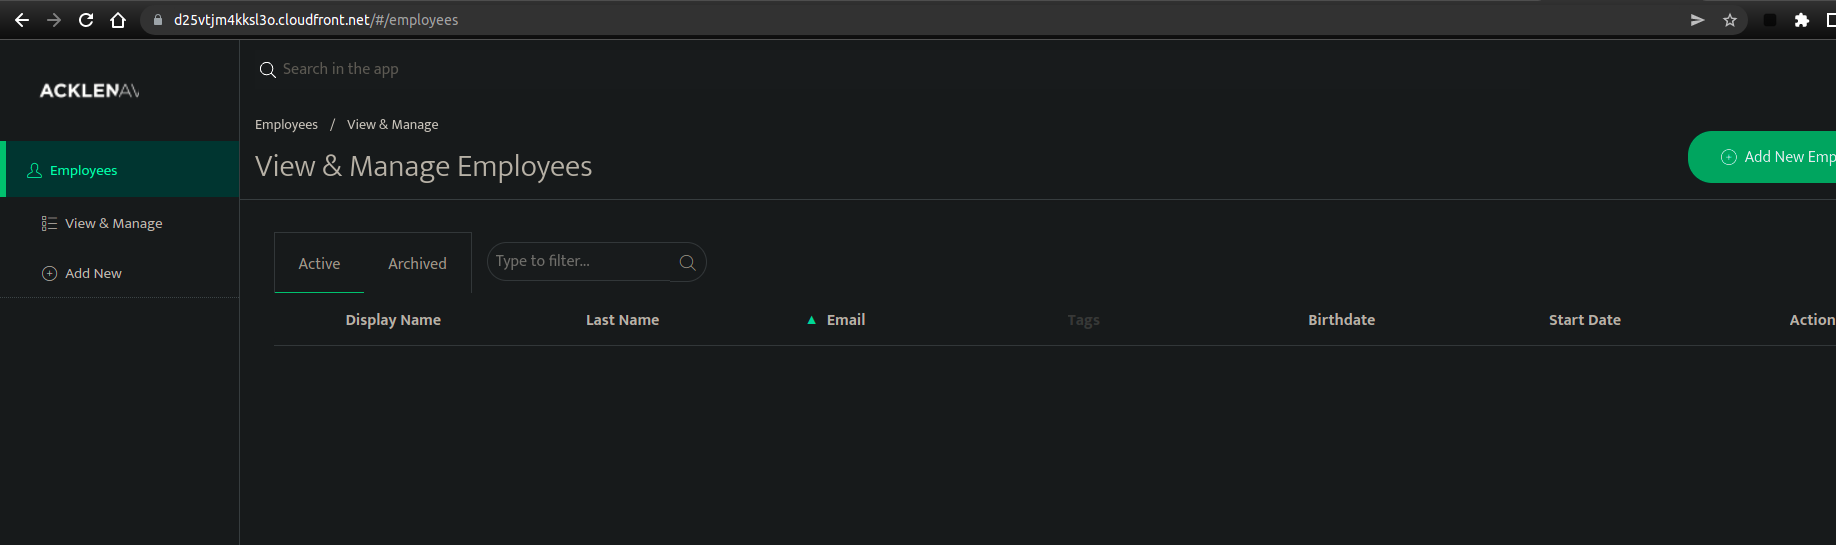 d25vtjm4kksl3o.cloudfront.net/#/employees
ACKLENAV
Search in the app
Employees / View & Manage
View & Manage Employees
Add New Emp
Employees
View & Manage
Add New
Active Archived Type to filter...
Display Name Last Name ▲ Email Tags Birthdate Start Date Action